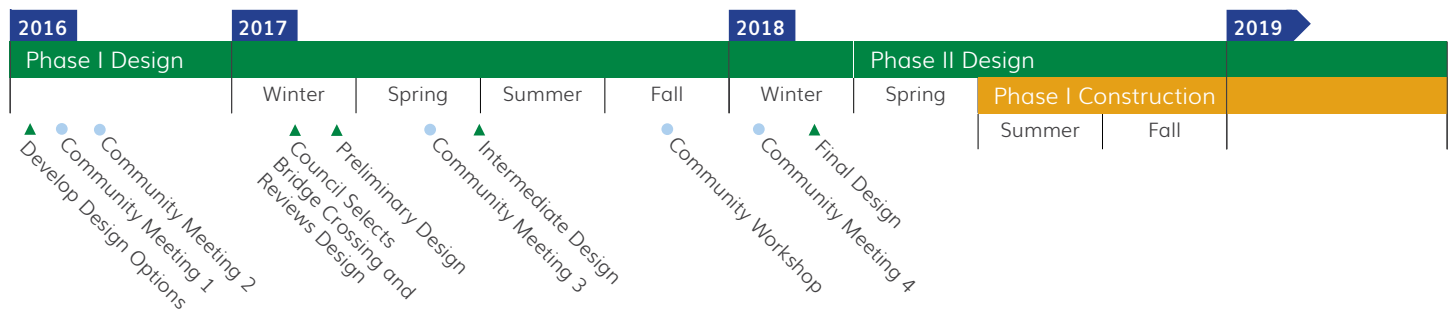 2016
2017
2018
2019
Phase I Design
Phase II Design
Winter
Spring
Summer
Fall
Winter
Spring
Phase I Construction
Summer
Fall
Develop Design Options
Community Meeting 1
Community Meeting 2
Council Selects
Bridge Crossing and
Reviews Design
Preliminary Design
Community Meeting 3
Intermediate Design
Community Workshop
Community Meeting 4
Final Design